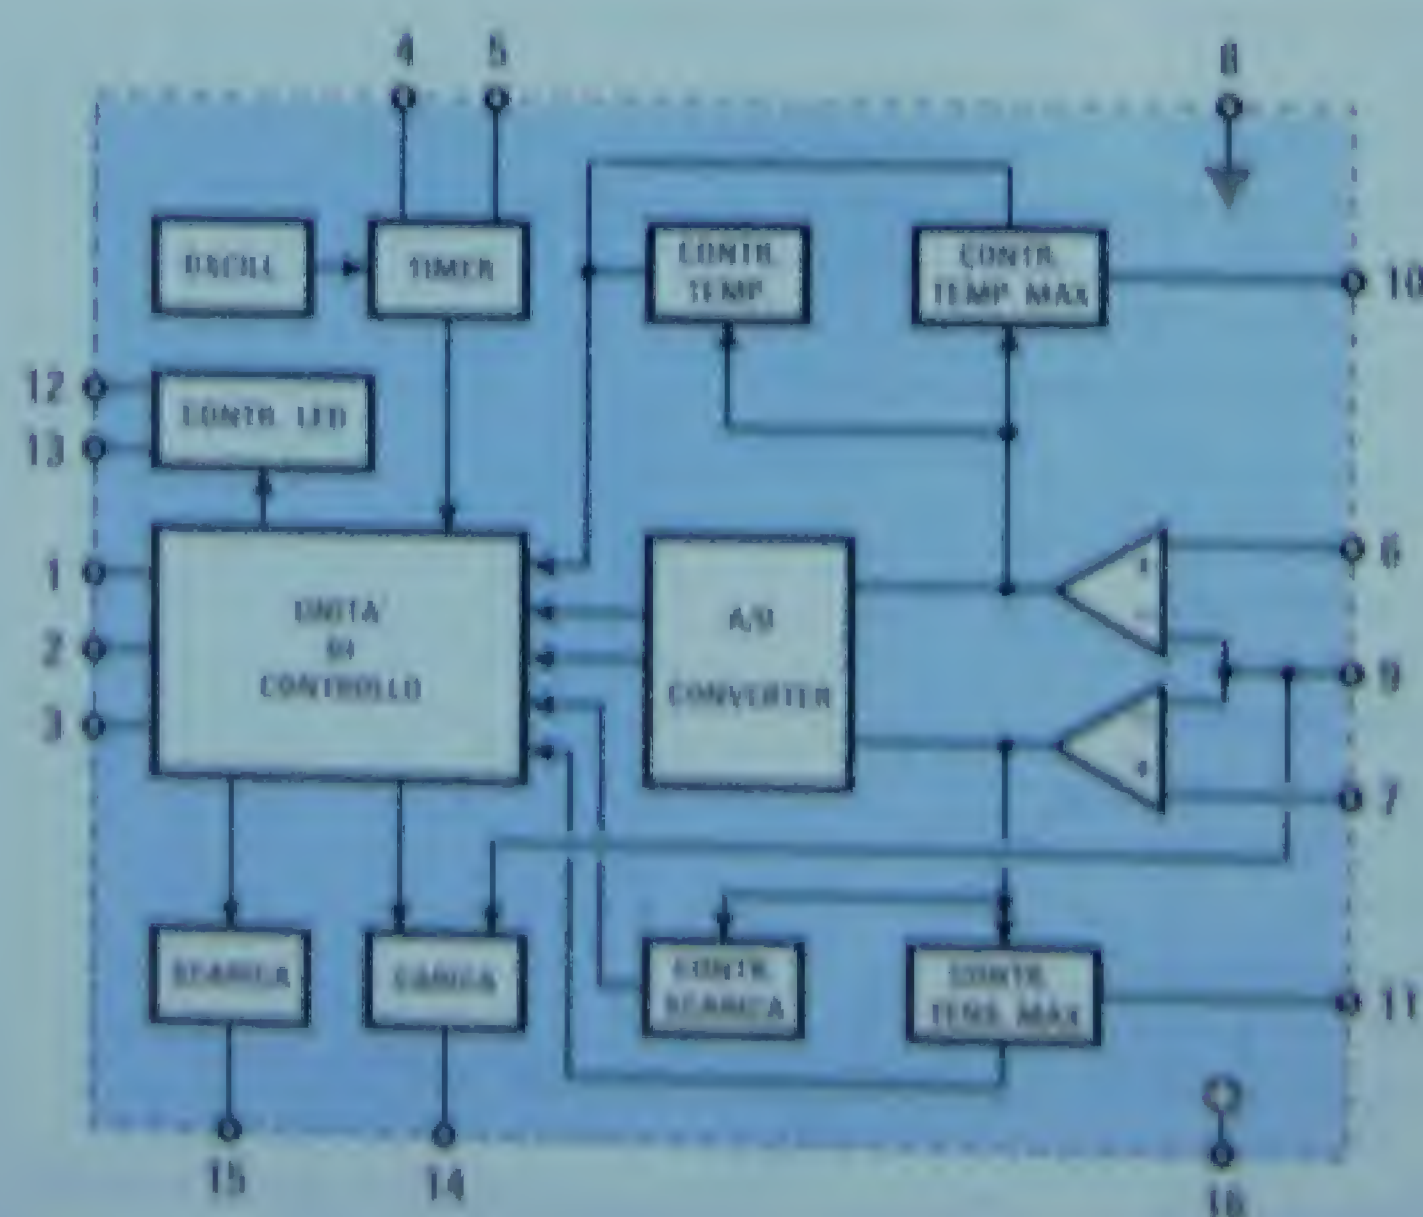 4
5
8
OSCILL
TIMER
CONTR.
TEMP.
CONTR.
TEMP. MAX
10
12
13
CONTR. LED
1
2
3
UNITA'
DI
CONTROLLO
A/D
CONVERTER
+
-
6
9
7
-
+
SCARICA
CARICA
CONTR.
SCARICA
CONTR.
TENS. MAX
11
15
14
16